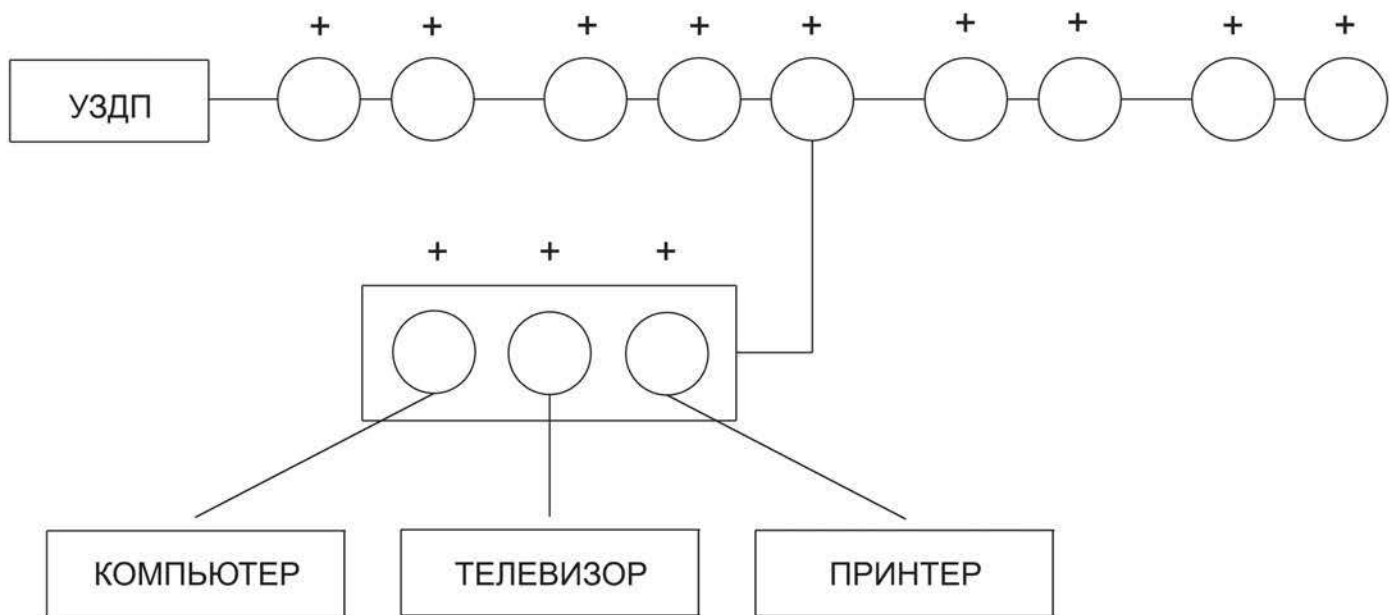 + + + + + + + + +
УЗДП
+ + +
КОМПЬЮТЕР ТЕЛЕВИЗОР ПРИНТЕР